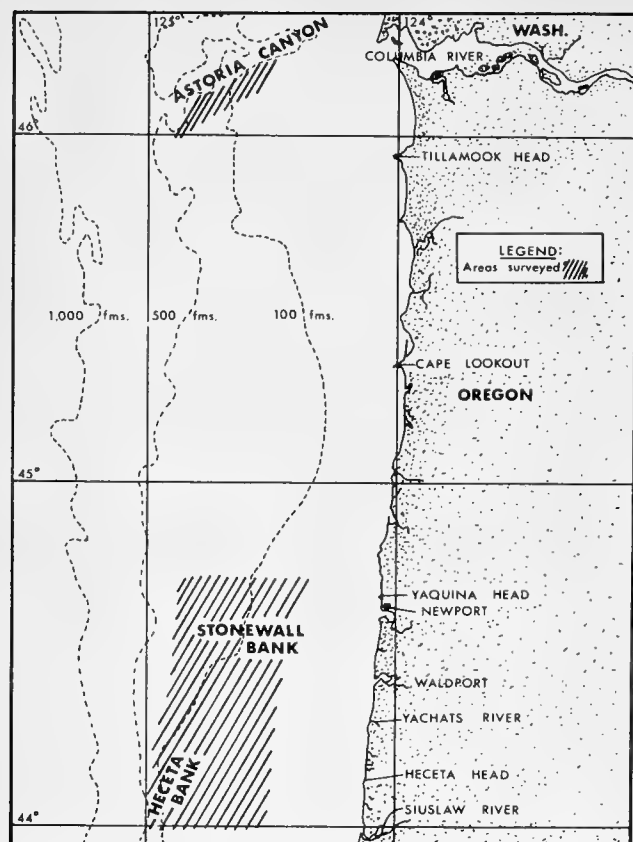 125°
124°
WASH.
ASTORIA CANYON
COLUMBIA RIVER
46°
TILLAMOOK HEAD
LEGEND:
Areas surveyed
1,000 fms.
500 fms.
100 fms.
CAPE LOOKOUT
OREGON
45°
YAQUINA HEAD
NEWPORT
STONEWALL
BANK
WALDPORT
YACHATS RIVER
HECETA
BANK
HECETA HEAD
SIUSLAW RIVER
44°